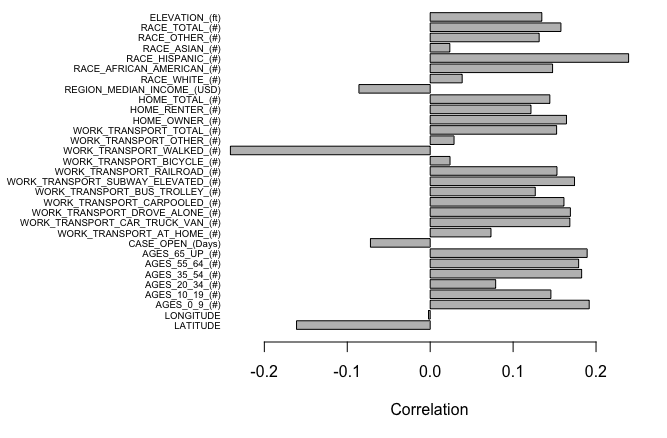 ELEVATION_(ft)
RACE_TOTAL_(#)
RACE_OTHER_(#)
RACE_ASIAN_(#)
RACE_HISPANIC_(#)
RACE_AFRICAN_AMERICAN_(#)
RACE_WHITE_(#)
REGION_MEDIAN_INCOME_(USD)
HOME_TOTAL_(#)
HOME_RENTER_(#)
HOME_OWNER_(#)
WORK_TRANSPORT_TOTAL_(#)
WORK_TRANSPORT_OTHER_(#)
WORK_TRANSPORT_WALKED_(#)
WORK_TRANSPORT_BICYCLE_(#)
WORK_TRANSPORT_RAILROAD_(#)
WORK_TRANSPORT_SUBWAY_ELEVATED_(#)
WORK_TRANSPORT_BUS_TROLLEY_(#)
WORK_TRANSPORT_CARPOOLED_(#)
WORK_TRANSPORT_DROVE_ALONE_(#)
WORK_TRANSPORT_CAR_TRUCK_VAN_(#)
WORK_TRANSPORT_AT_HOME_(#)
CASE_OPEN_(Days)
AGES_65_UP_(#)
AGES_55_64_(#)
AGES_35_54_(#)
AGES_20_34_(#)
AGES_10_19_(#)
AGES_0_9_(#)
LONGITUDE
LATITUDE
-0.2 -0.1 0.0 0.1 0.2
Correlation